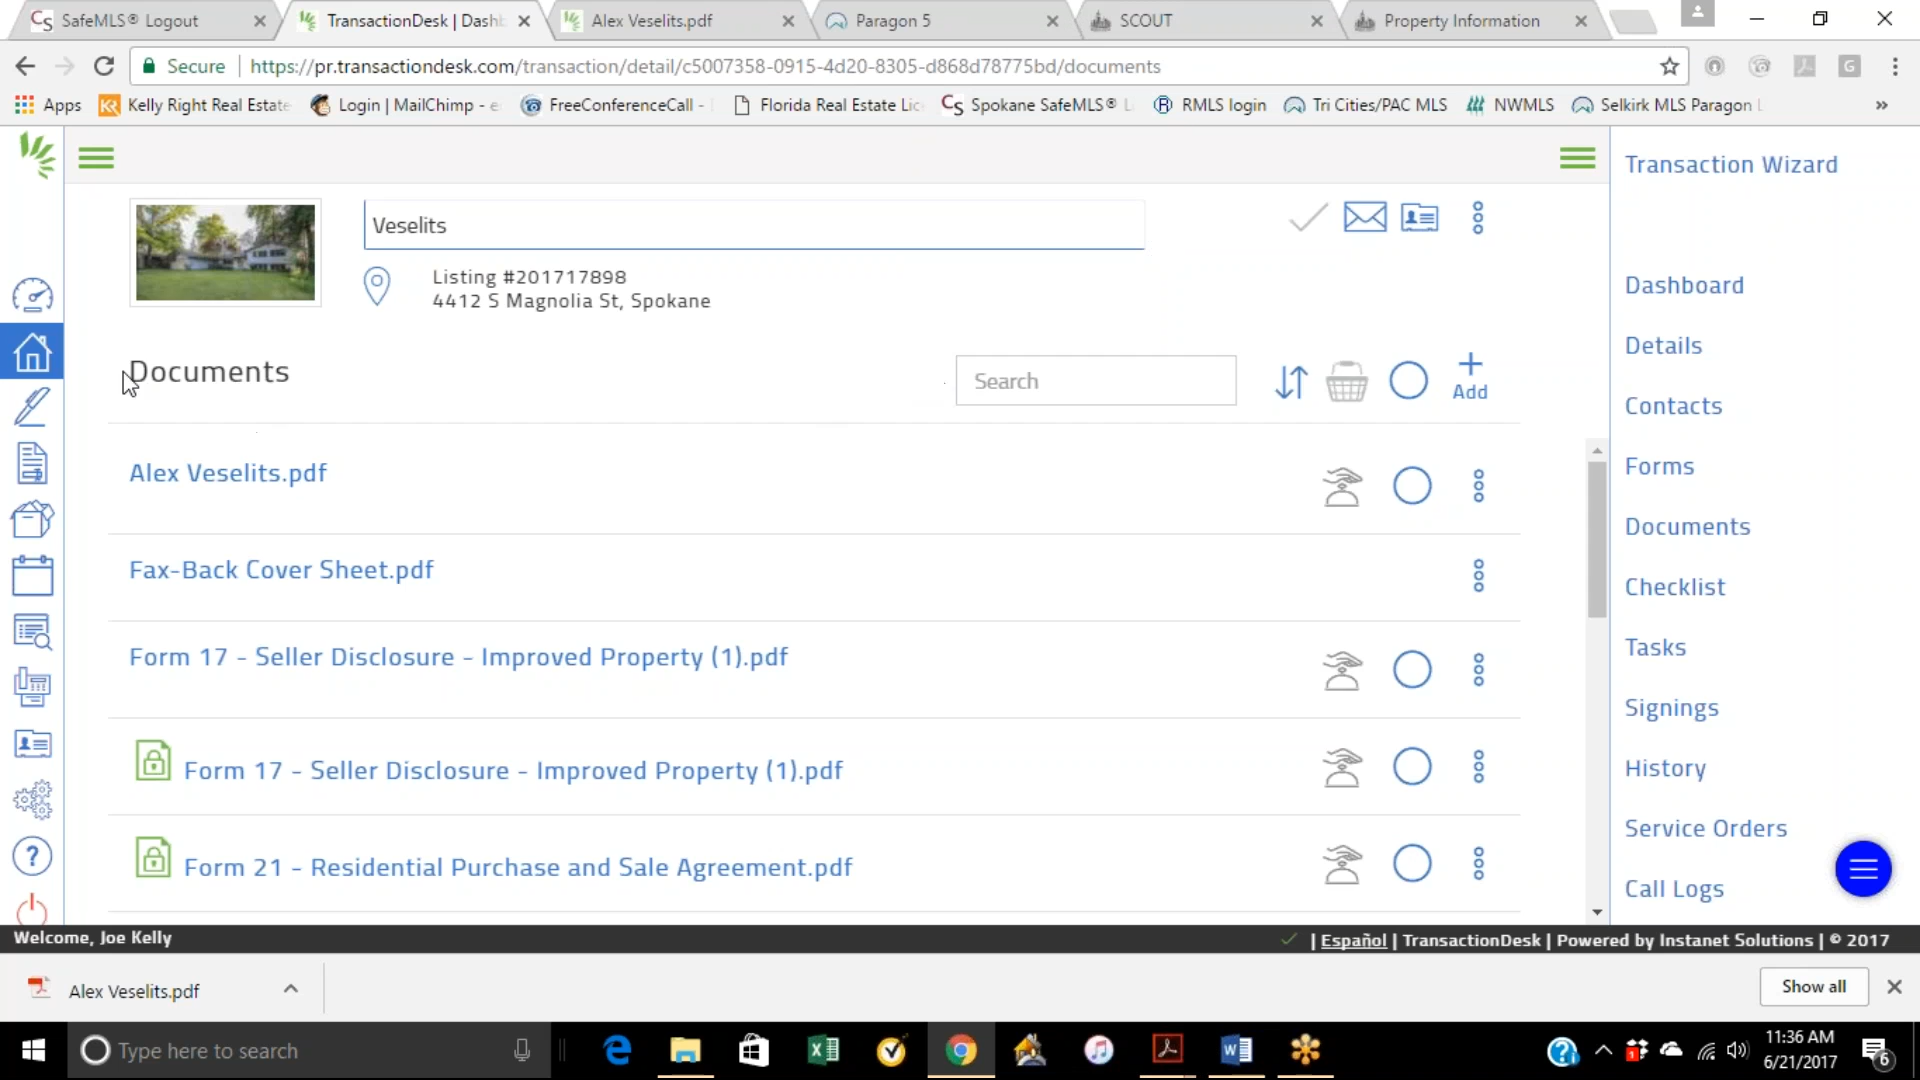 SafeMLS® Logout
TransactionDesk | Dashb
Alex Veselits.pdf
Paragon 5
SCOUT
Property Information
Secure
https://pr.transactiondesk.com/transaction/detail/c5007358-0915-4d20-8305-d868d78775bd/documents
Apps
Kelly Right Real Estate
Login | MailChimp - e
FreeConferenceCall -
Florida Real Estate Lic
Spokane SafeMLS®
RMLS login
Tri Cities/PAC MLS
NWMLS
Selkirk MLS Paragon
»
Transaction Wizard
Veselits
Listing #201717898
4412 S Magnolia St, Spokane
Dashboard
Details
Documents
Search
Add
Contacts
Alex Veselits.pdf
Forms
Documents
Fax-Back Cover Sheet.pdf
Checklist
Form 17 - Seller Disclosure - Improved Property (1).pdf
Tasks
Signings
Form 17 - Seller Disclosure - Improved Property (1).pdf
History
Service Orders
Form 21 - Residential Purchase and Sale Agreement.pdf
Call Logs
Welcome, Joe Kelly
| Español | TransactionDesk | Powered by Instanet Solutions | © 2017
Alex Veselits.pdf
Show all
Type here to search
11:36 AM
6/21/2017
6